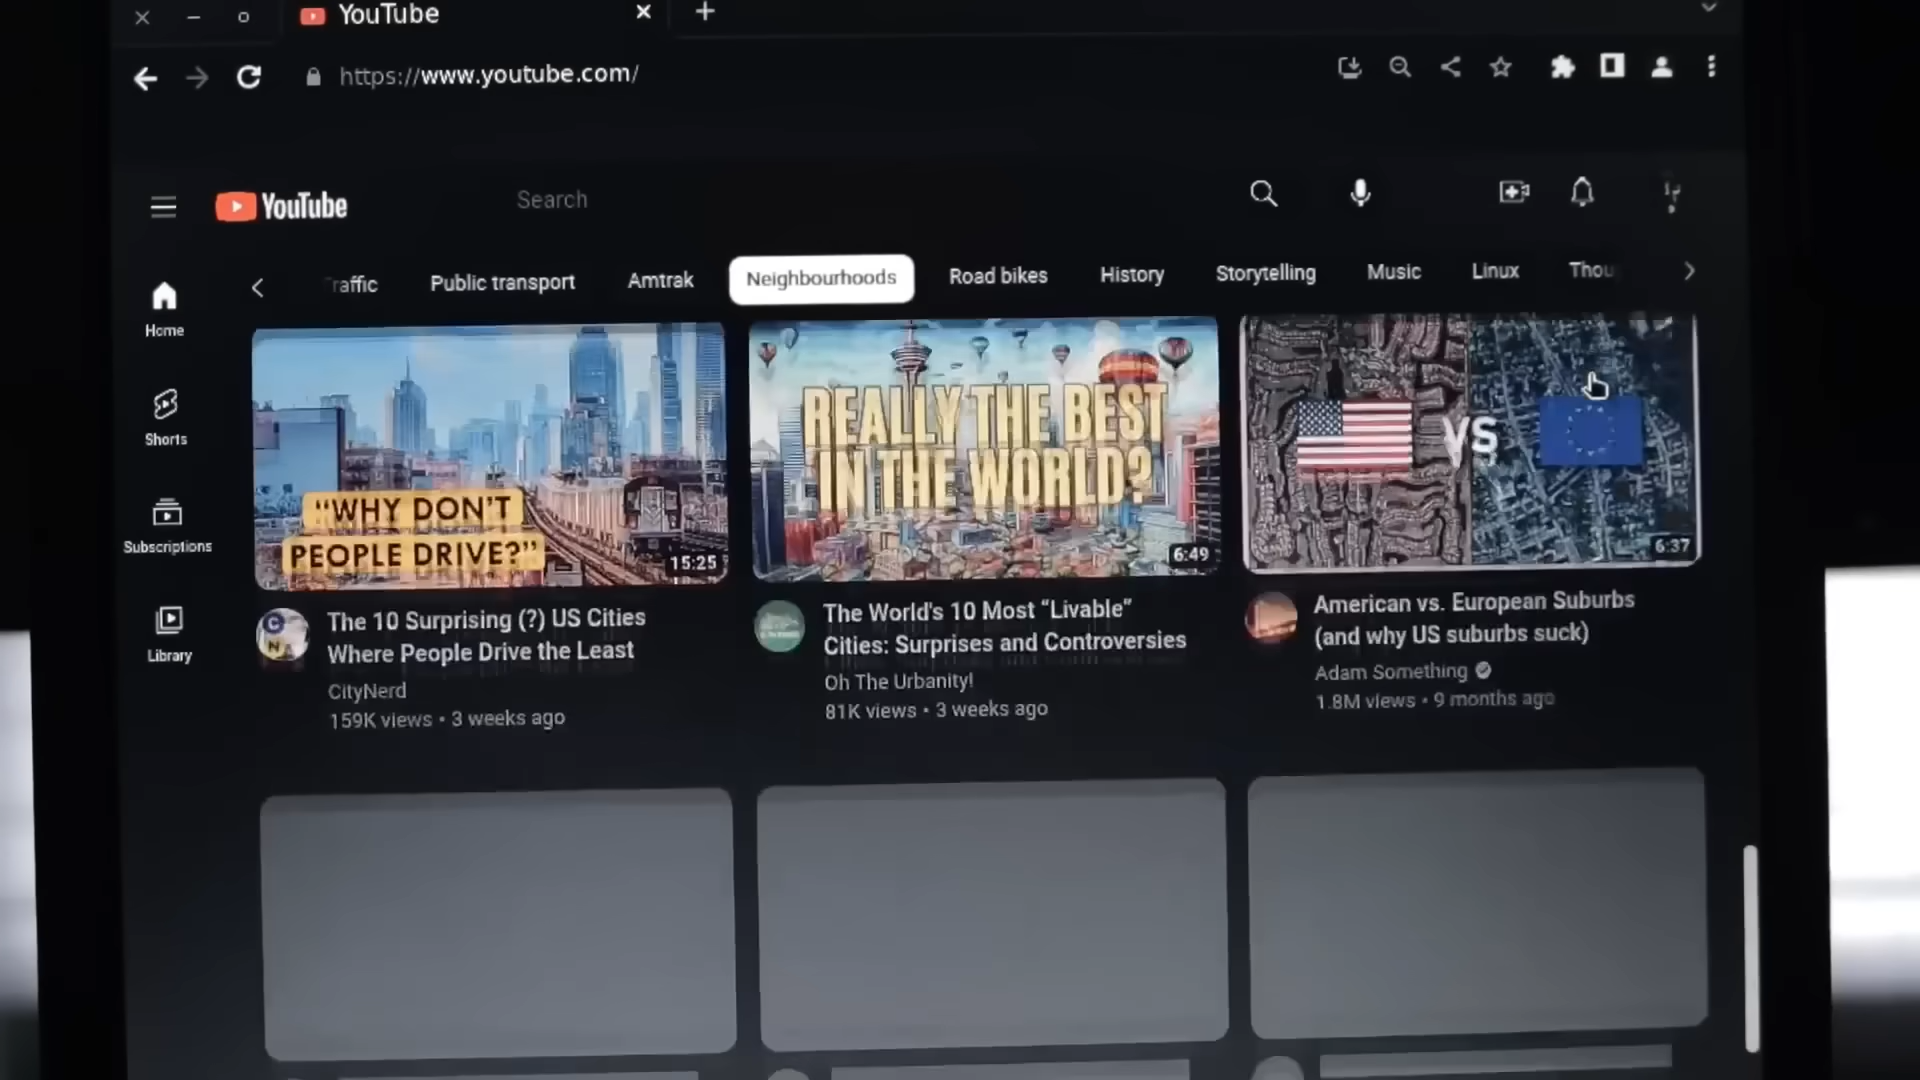 YouTube
https://www.youtube.com/
YouTube
Search
Traffic
Public transport
Amtrak
Neighbourhoods
Road bikes
History
Storytelling
Music
Linux
Thou
Home
Shorts
Subscriptions
Library
"WHY DON'T
PEOPLE DRIVE?"
15:25
REALLY THE BEST
IN THE WORLD?
6:49
VS
6:37
The 10 Surprising (?) US Cities
Where People Drive the Least
CityNerd
159K views • 3 weeks ago
The World's 10 Most “Livable”
Cities: Surprises and Controversies
Oh The Urbanity!
81K views • 3 weeks ago
American vs. European Suburbs
(and why US suburbs suck)
Adam Something
1.8M views • 9 months ago